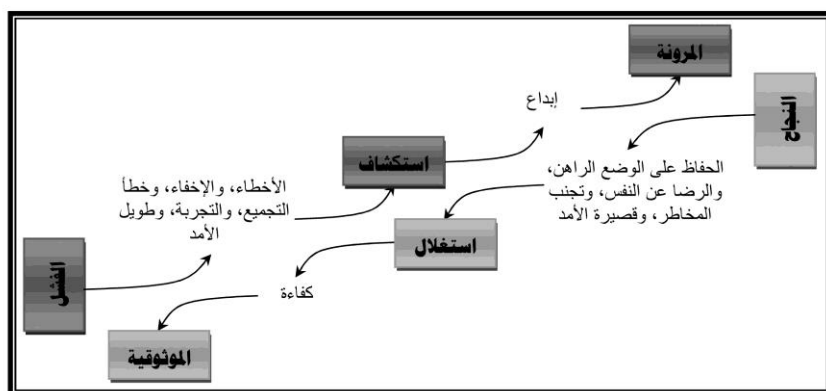 المرونة
النجاح
إبداع
استكشاف
الحفاظ على الوضع الراهن،
والرضا عن النفس، وتجنب
المخاطر، وقصيرة الأمد
الأخطاء، والإخفاء، وخطأ
التجميع، والتجربة، وطويل
الأمد
استغلال
الفشل
كفاءة
الموثوقية